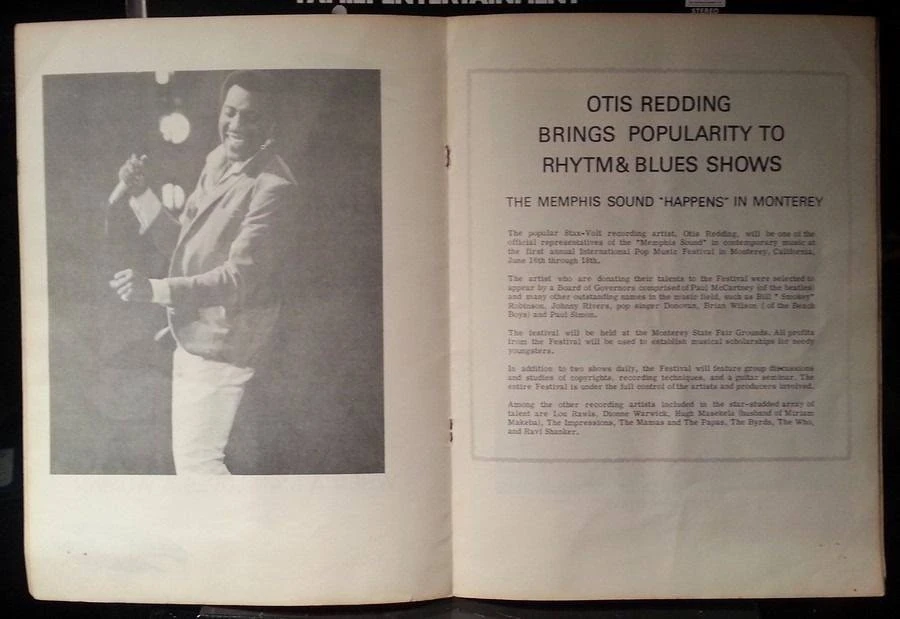 FAMILY ENTERTAINMENT
STEREO
OTIS REDDING
BRINGS POPULARITY TO
RHYTM & BLUES SHOWS
THE MEMPHIS SOUND "HAPPENS" IN MONTEREY
The popular Stax-Volt recording artist, Otis Redding, will be one of the
official representatives of the "Memphis Sound" in contemporary music at
the first annual International Pop Music Festival in Monterey, California,
June 16th through 18th.
The artist who are donating their talents to the Festival were selected to
appear by a Board of Governors comprised of Paul McCartney (of the beatles)
and many other outstanding names in the music field, such as Bill " Smokey"
Robinson, Johnny Rivers, pop singer Donovan, Brian Wilson ( of the Beach
Boys) and Paul Simon.
The festival will be held at the Monterey State Fair Grounds. All profits
from the Festival will be used to establish musical scholarships for needy
youngsters.
In addition to two shows daily, the Festival will feature group discussions
and studies of copyrights, recording techniques, and a guitar seminar. The
entire Festival is under the full control of the artists and producers involved.
Among the other recording artists included in the star-studded array of
talent are Lou Rawls, Dionne Warwick, Hugh Masekela (husband of Miriam
Makeba), The Impressions, The Mamas and The Papas, The Byrds, The Who,
and Ravi Shanker.